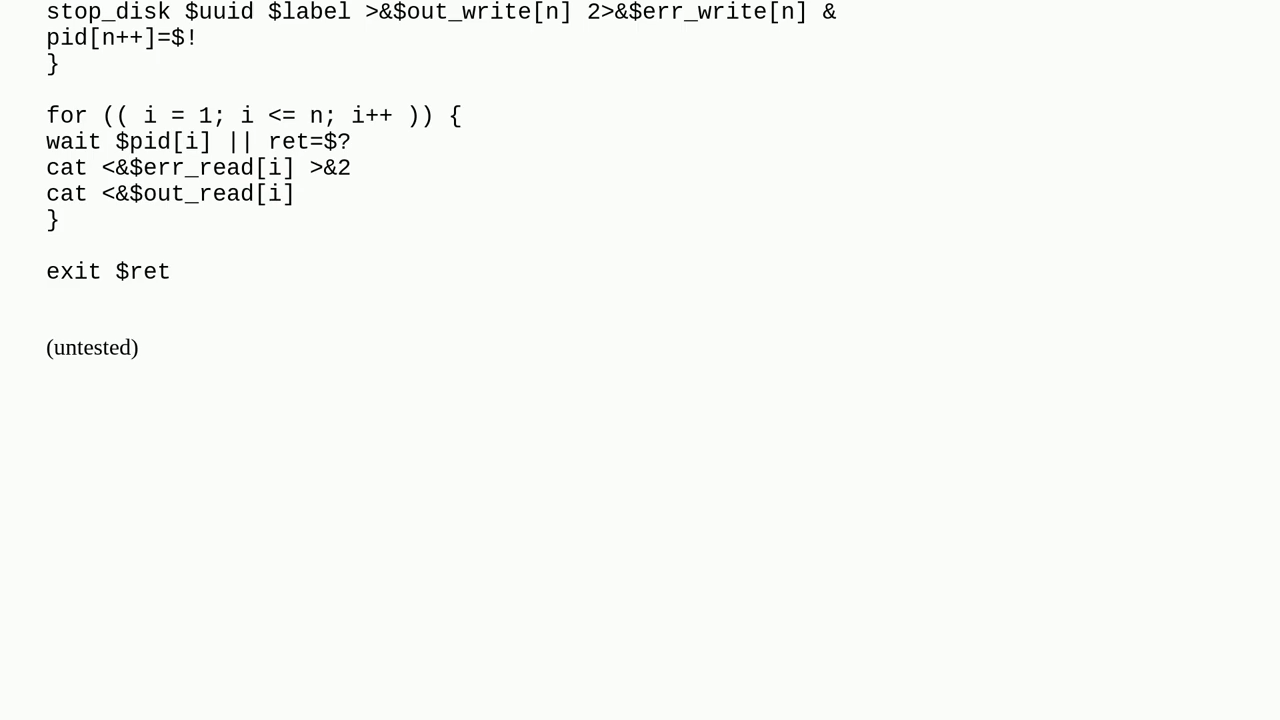 stop_disk $uuid $label >&$out_write[n] 2>&$err_write[n] &
pid[n++]=$!
}
for (( i = 1; i <= n; i++ )) {
wait $pid[i] || ret=$?
cat <&$err_read[i] >&2
cat <&$out_read[i]
}
exit $ret
(untested)